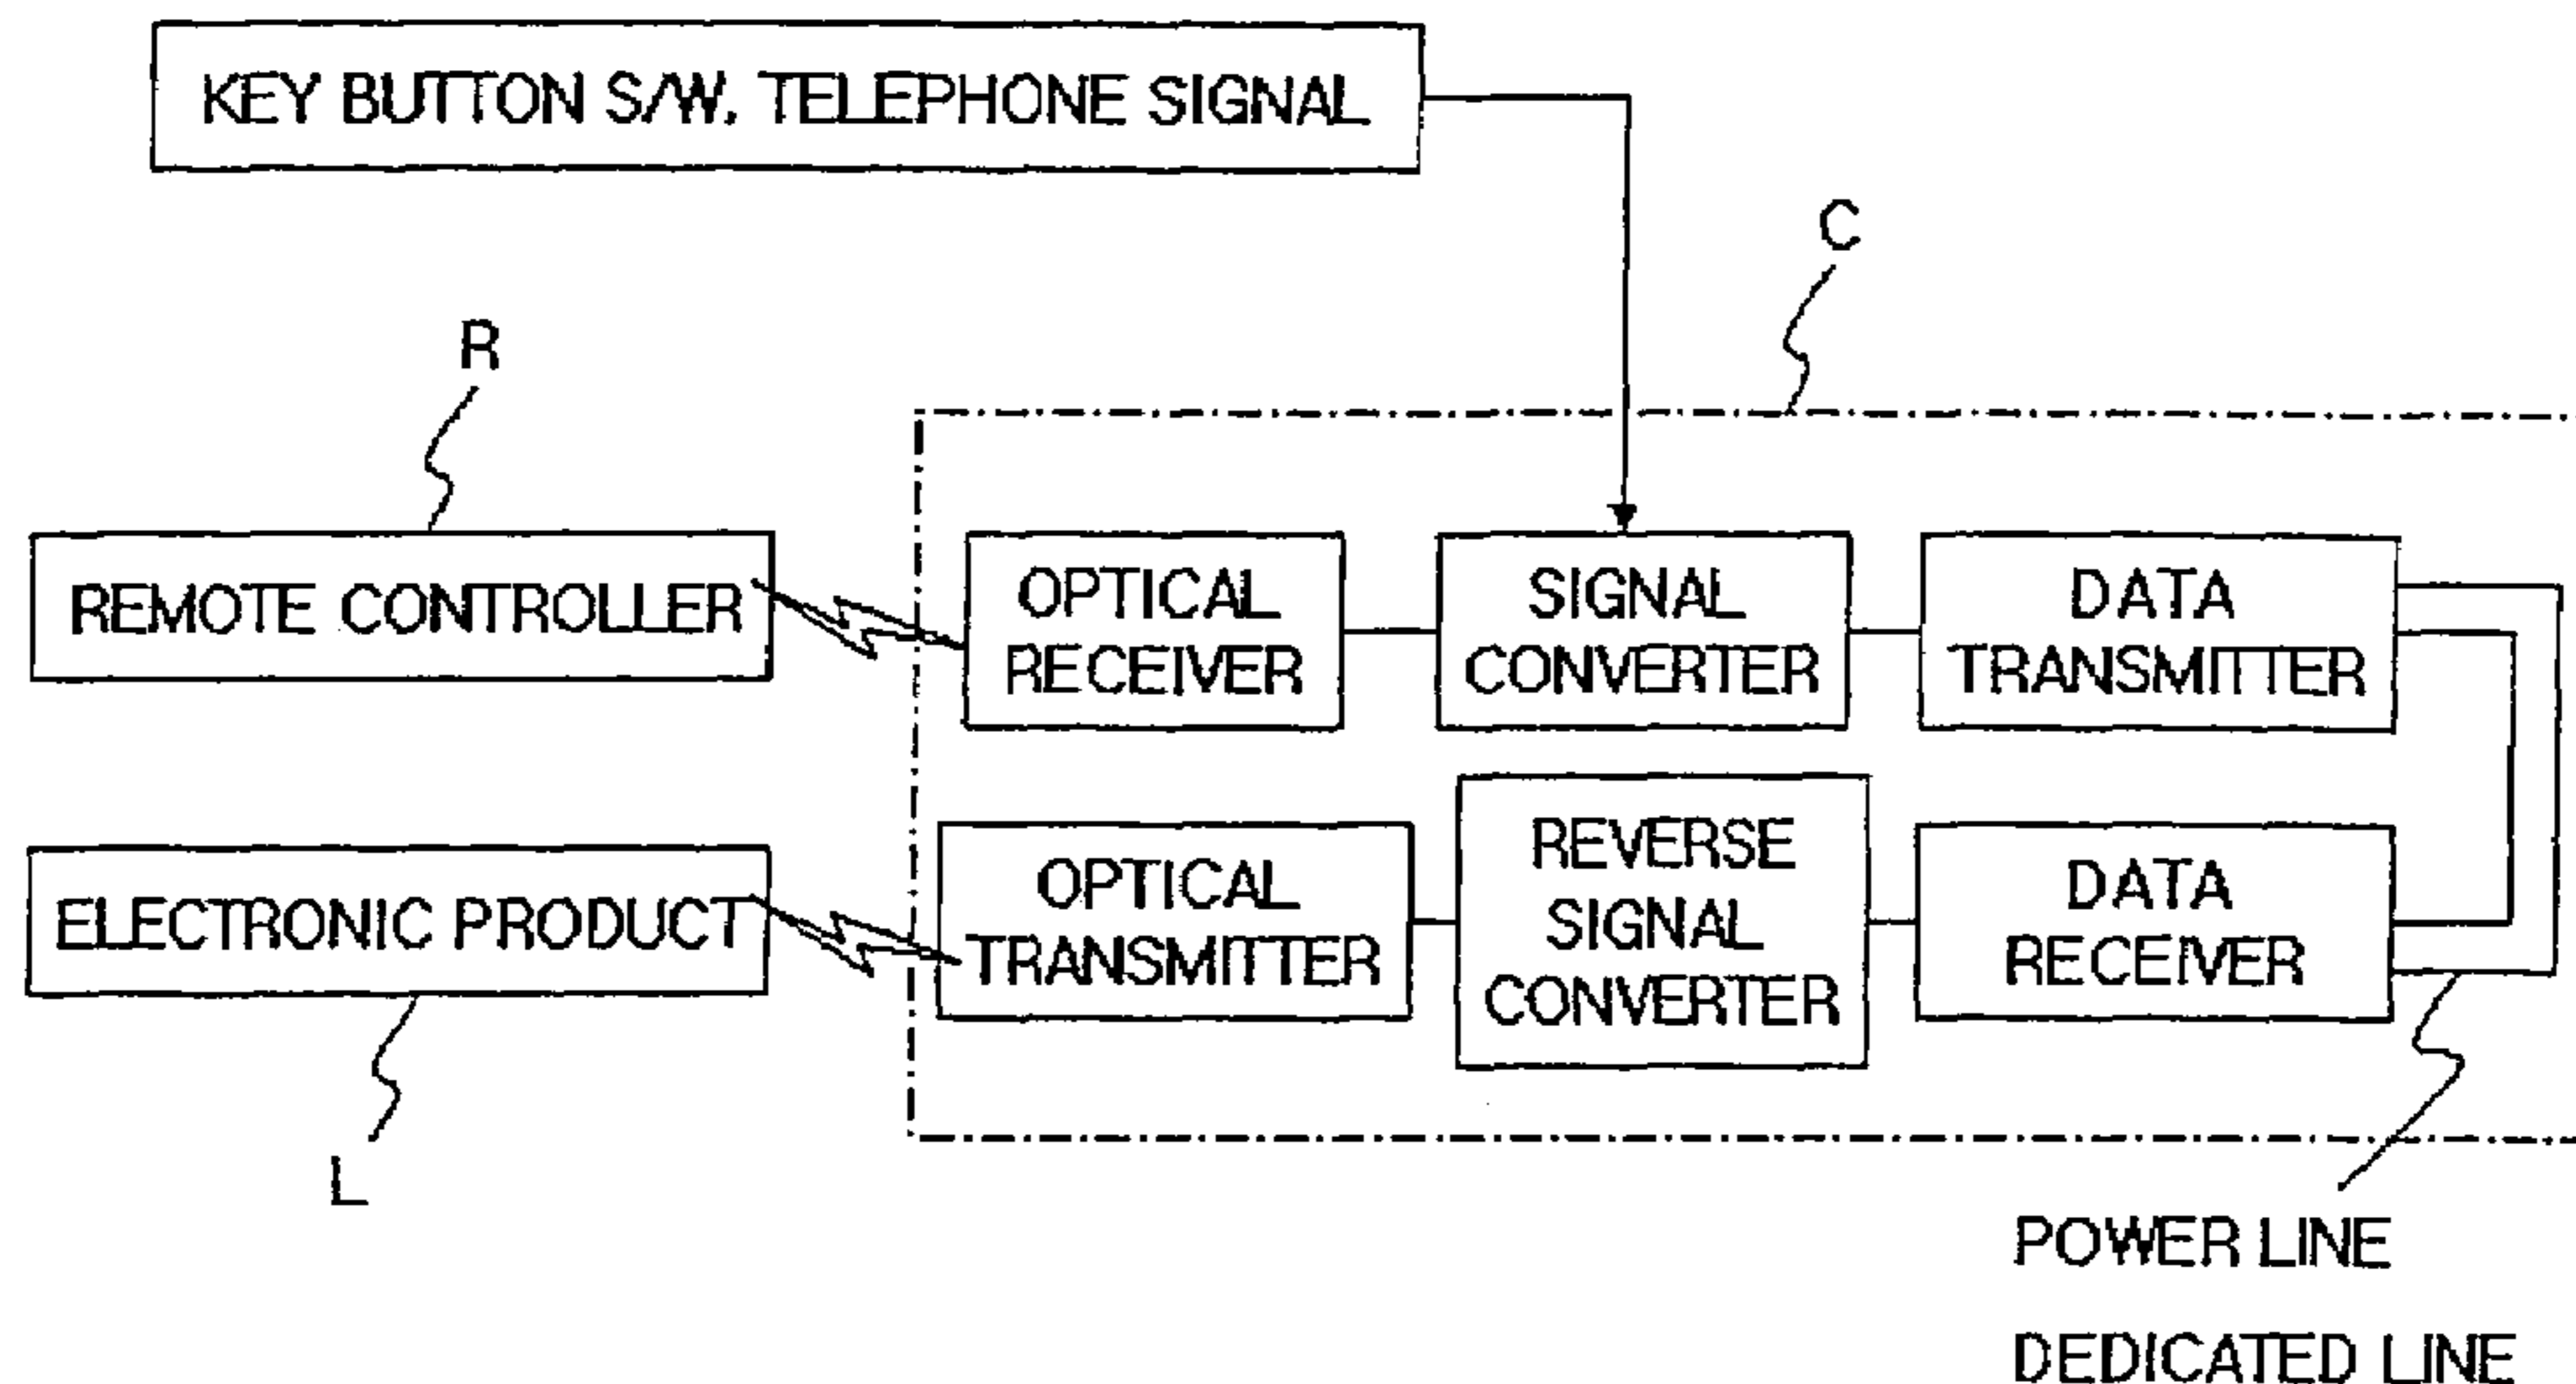 KEY BUTTON S/W, TELEPHONE SIGNAL
C
R
REMOTE CONTROLLER
OPTICAL
RECEIVER
SIGNAL
CONVERTER
DATA
TRANSMITTER
ELECTRONIC PRODUCT
OPTICAL
TRANSMITTER
REVERSE
SIGNAL
CONVERTER
DATA
RECEIVER
L
POWER LINE
DEDICATED LINE